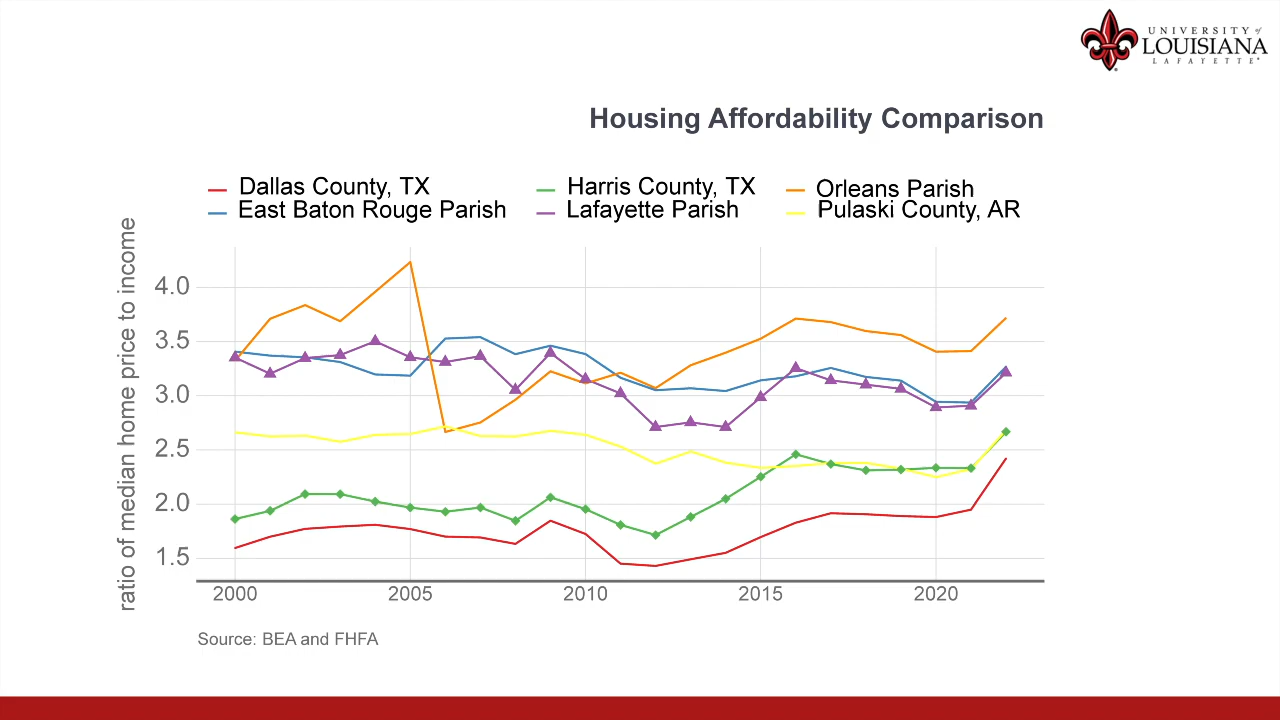 UNIVERSITY of
LOUISIANA
LAFAYETTE
Housing Affordability Comparison
Dallas County, TX
Harris County, TX
Orleans Parish
East Baton Rouge Parish
Lafayette Parish
Pulaski County, AR
ratio of median home price to income
4.0
3.5
3.0
2.5
2.0
1.5
2000 2005 2010 2015 2020
Source: BEA and FHFA